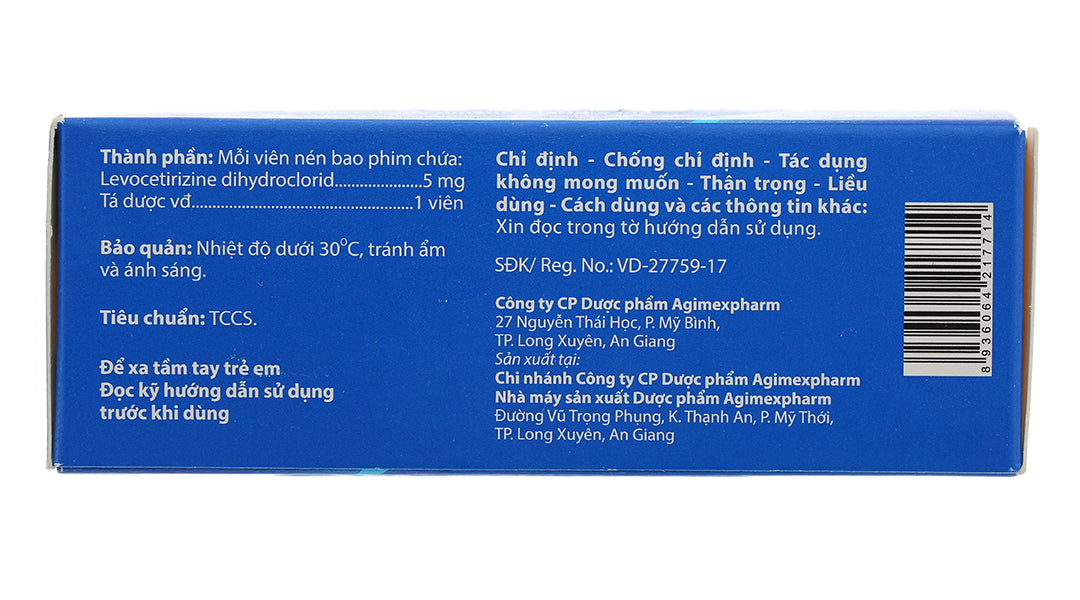 Thành phần: Mỗi viên nén bao phim chứa:
Levocetirizine dihydroclorid......................5 mg
Tá dược vđ..............................................1 viên
Bảo quản: Nhiệt độ dưới 30°C, tránh ẩm
và ánh sáng.
Tiêu chuẩn: TCCS.
Để xa tầm tay trẻ em
Đọc kỹ hướng dẫn sử dụng
trước khi dùng
Chỉ định - Chống chỉ định - Tác dụng
không mong muốn - Thận trọng - Liều
dùng - Cách dùng và các thông tin khác:
Xin đọc trong tờ hướng dẫn sử dụng.
SĐK/ Reg. No.: VD-27759-17
Công ty CP Dược phẩm Agimexpharm
27 Nguyễn Thái Học, P. Mỹ Bình,
TP. Long Xuyên, An Giang
Sản xuất tại:
Chi nhánh Công ty CP Dược phẩm Agimexpharm
Nhà máy sản xuất Dược phẩm Agimexpharm
Đường Vũ Trọng Phụng, K. Thạnh An, P. Mỹ Thới,
TP. Long Xuyên, An Giang
8 936064 217714